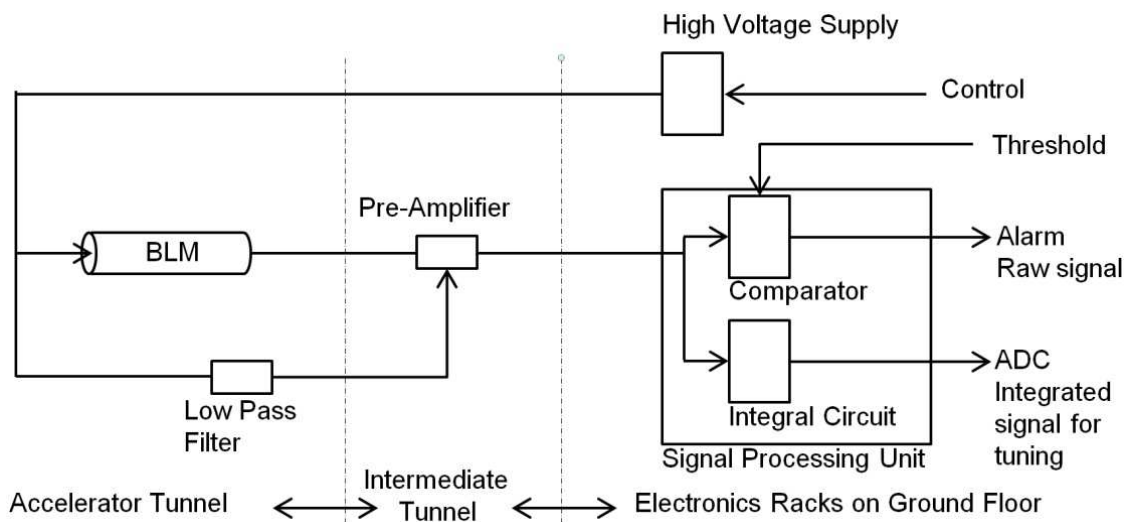 High Voltage Supply
Control
Threshold
Pre-Amplifier
BLM
Alarm
Raw signal
Comparator
ADC
Integrated
signal for
tuning
Low Pass
Filter
Integral Circuit
Signal Processing Unit
Accelerator Tunnel
Intermediate
Tunnel
Electronics Racks on Ground Floor